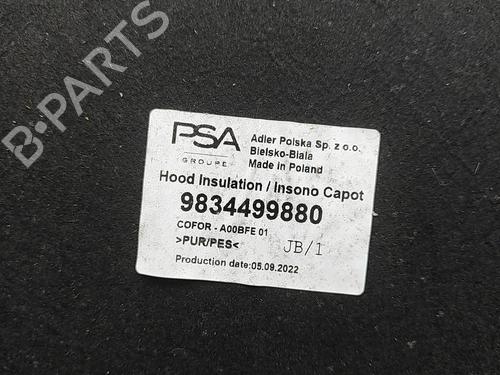 B-PARTS
PSA
GROUPE
Adler Polska Sp. z o.o.
Bielsko-Biala
Made in Poland
Hood Insulation / Insono Capot
9834499880
COFOR - A00BFE 01
>PUR/PES<
JB/1
Production date:05.09.2022